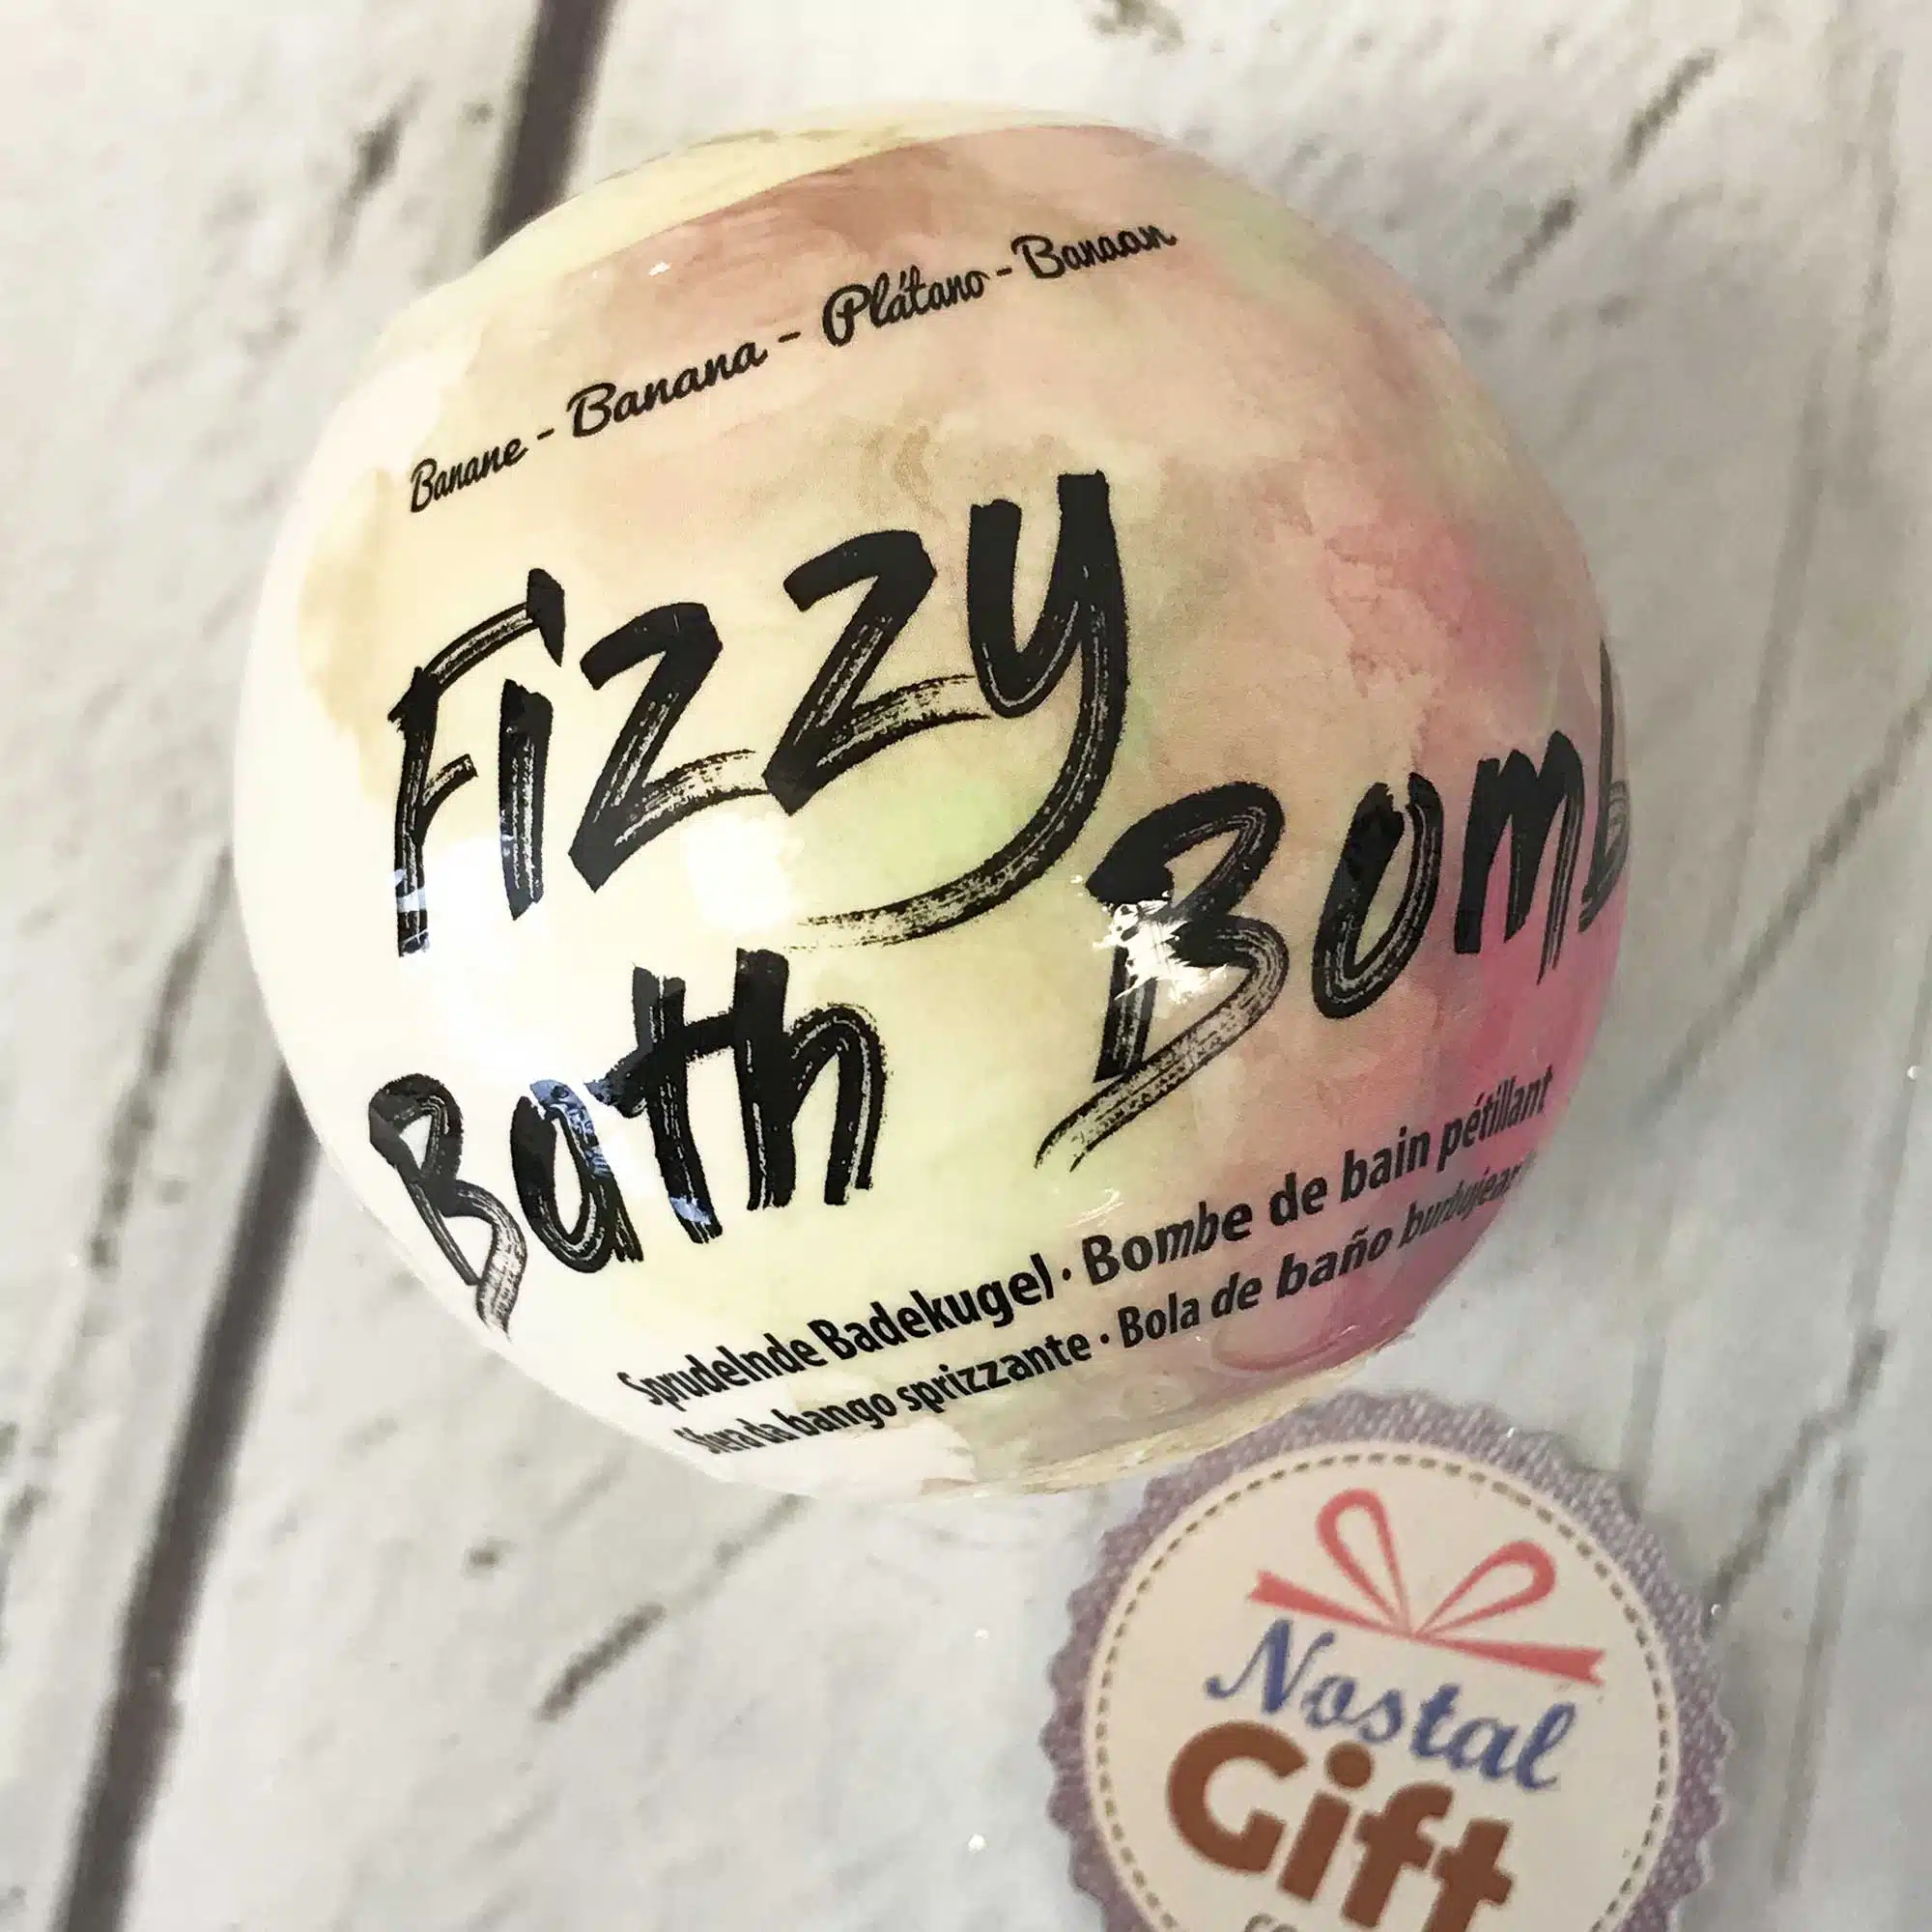 Banane - Banana - Plátano - Banaan
Fizzy
Bath Bomb
Sprudelnde Badekugel · Bombe de bain pétillant
Sfera da bango sprizzante · Bola de baño
Nostal
Gift